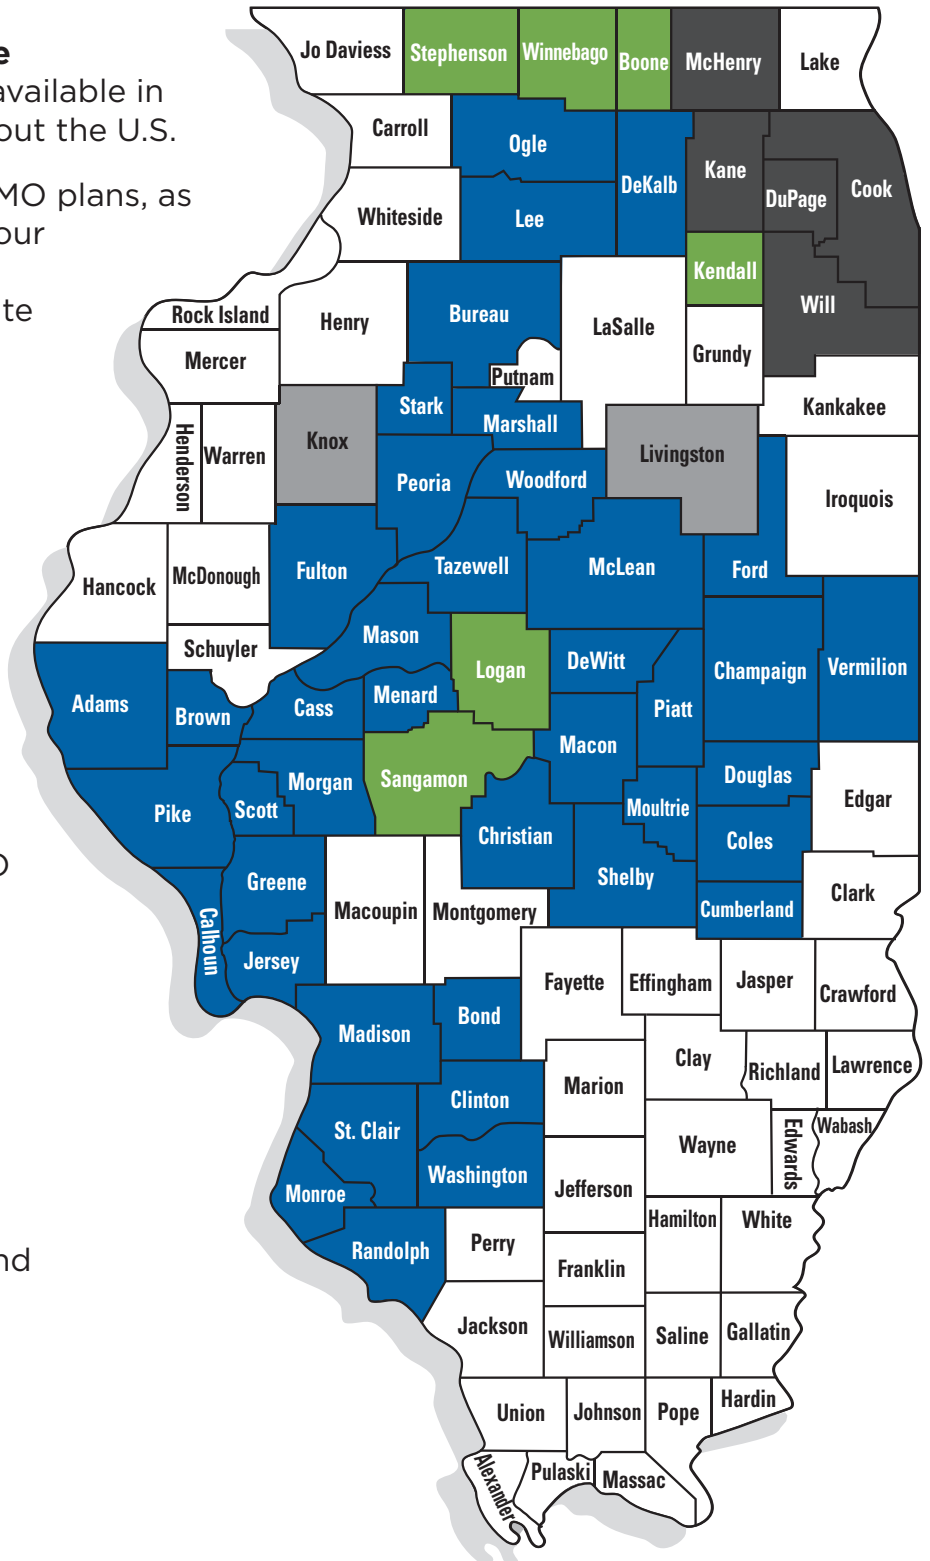 e
available in
out the U.S.
MO plans, as
our
te
O
nd
Jo Daviess
Stephenson
Winnebago
Boone
McHenry
Lake
Carroll
Ogle
DeKalb
Kane
DuPage
Cook
Whiteside
Lee
Kendall
Rock Island
Henry
Bureau
LaSalle
Will
Mercer
Putnam
Grundy
Stark
Marshall
Kankakee
Henderson
Warren
Knox
Peoria
Woodford
Livingston
Iroquois
Hancock
McDonough
Fulton
Tazewell
McLean
Ford
Schuyler
Mason
Logan
DeWitt
Champaign
Vermilion
Adams
Brown
Cass
Menard
Piatt
Macon
Pike
Scott
Morgan
Sangamon
Christian
Moultrie
Douglas
Edgar
Coles
Greene
Shelby
Calhoun
Macoupin
Montgomery
Cumberland
Clark
Jersey
Fayette
Effingham
Jasper
Crawford
Madison
Bond
Clay
Richland
Lawrence
Clinton
Marion
St. Clair
Wayne
Edwards
Wabash
Monroe
Washington
Jefferson
Randolph
Perry
Hamilton
White
Franklin
Jackson
Williamson
Saline
Gallatin
Union
Johnson
Pope
Hardin
Alexander
Pulaski
Massac